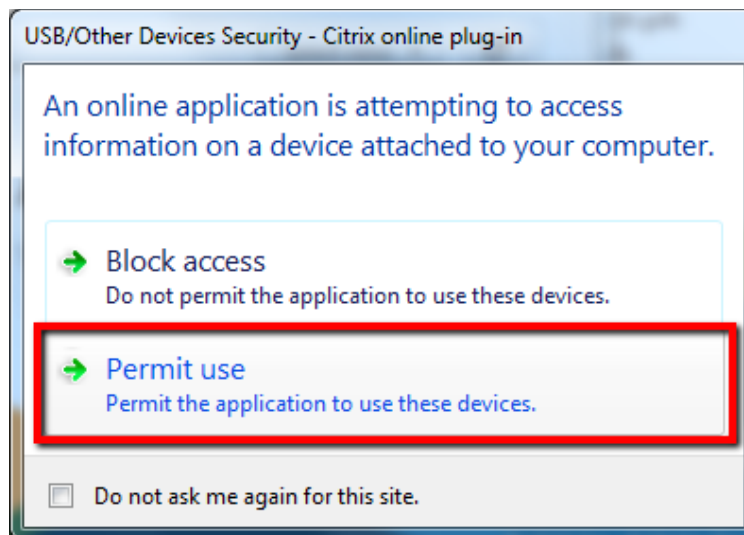 USB/Other Devices Security - Citrix online plug-in
An online application is attempting to access
information on a device attached to your computer.
Block access
Do not permit the application to use these devices.
Permit use
Permit the application to use these devices.
Do not ask me again for this site.